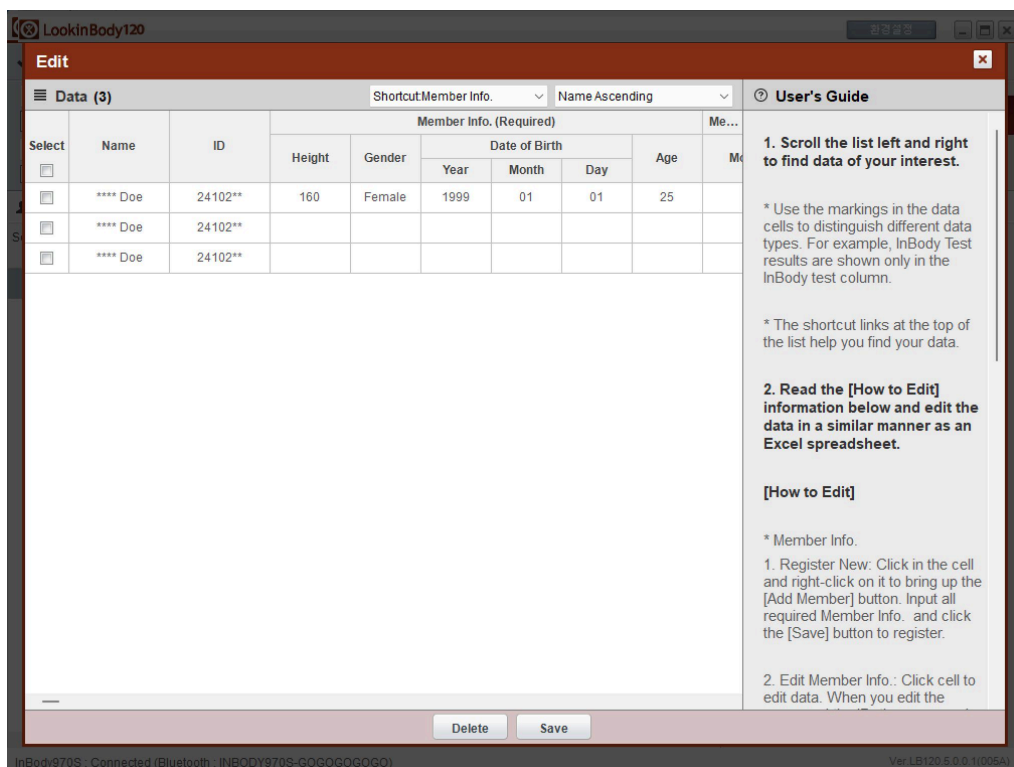 LookinBody120
환경설정
Edit
Data (3)
Shortcut:Member Info.
Name Ascending
User's Guide
Select
Name
ID
Member Info. (Required)
Me...
Height
Gender
Date of Birth
Age
Year
Month
Day
**** Doe 24102** 160 Female 1999 01 01 25
**** Doe 24102**
**** Doe 24102**
1. Scroll the list left and right
to find data of your interest.
* Use the markings in the data
cells to distinguish different data
types. For example, InBody Test
results are shown only in the
InBody test column.
* The shortcut links at the top of
the list help you find your data.
2. Read the [How to Edit]
information below and edit the
data in a similar manner as an
Excel spreadsheet.
[How to Edit]
* Member Info.
1. Register New: Click in the cell
and right-click on it to bring up the
[Add Member] button. Input all
required Member Info. and click
the [Save] button to register.
2. Edit Member Info.: Click cell to
edit data. When you edit the
Delete
Save
InBody970S : Connected (Bluetooth : INBODY970S-GOGOGOGOGO)
Ver.LB120.5.0.0.1(005A)